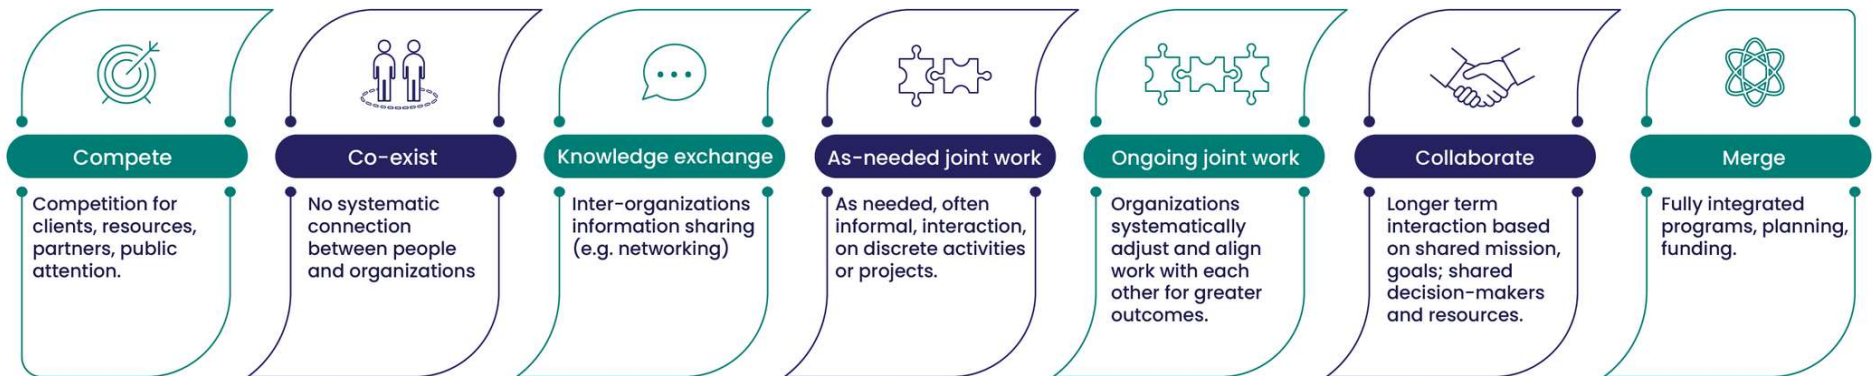 Compete
Competition for
clients, resources,
partners, public
attention.
Co-exist
No systematic
connection
between people
and organizations
Knowledge exchange
Inter-organizations
information sharing
(e.g. networking)
As-needed joint work
As needed, often
informal, interaction,
on discrete activities
or projects.
Ongoing joint work
Organizations
systematically
adjust and align
work with each
other for greater
outcomes.
Collaborate
Longer term
interaction based
on shared mission,
goals; shared
decision-makers
and resources.
Merge
Fully integrated
programs, planning,
funding.